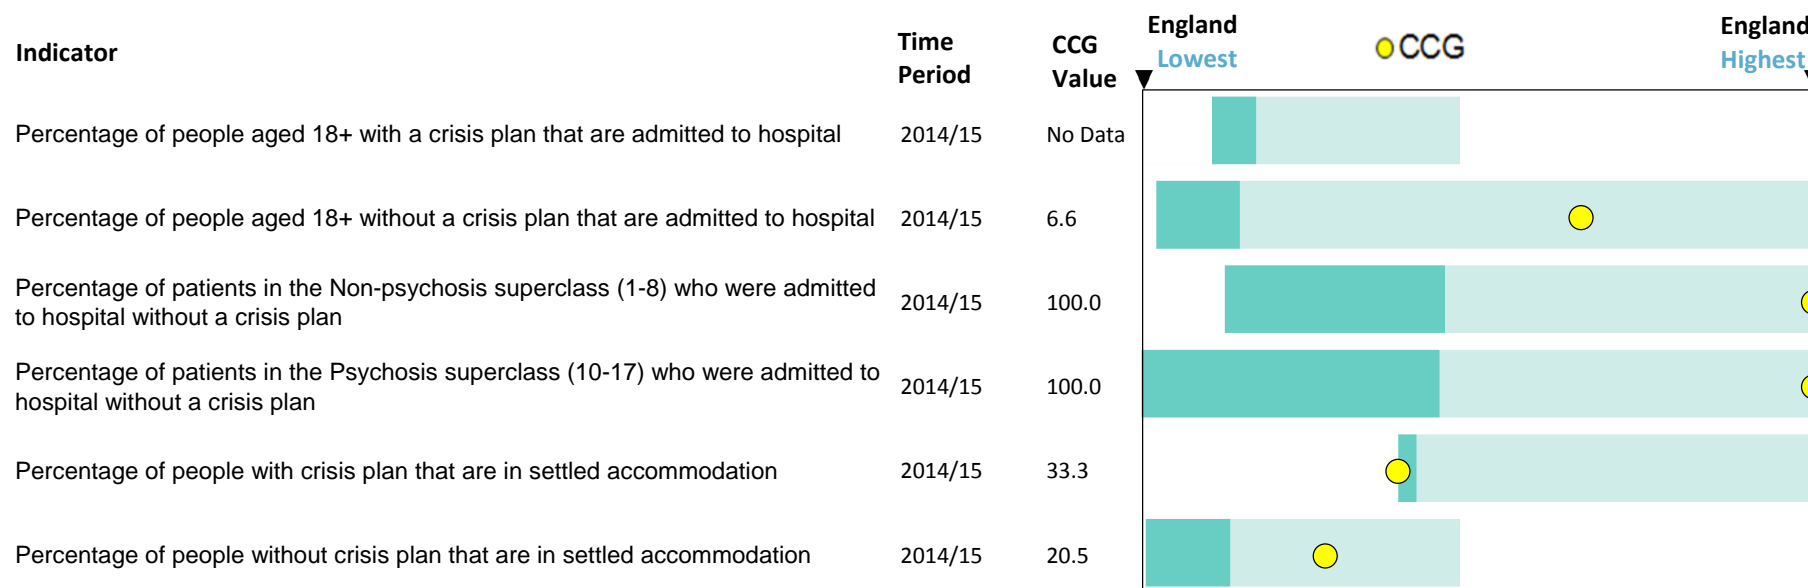 Indicator
Time Period
CCG Value
England Lowest
CCG
England Highest
Percentage of people aged 18+ with a crisis plan that are admitted to hospital 2014/15 No Data
Percentage of people aged 18+ without a crisis plan that are admitted to hospital 2014/15 6.6
Percentage of patients in the Non-psychosis superclass (1-8) who were admitted
to hospital without a crisis plan 2014/15 100.0
Percentage of patients in the Psychosis superclass (10-17) who were admitted to
hospital without a crisis plan 2014/15 100.0
Percentage of people with crisis plan that are in settled accommodation 2014/15 33.3
Percentage of people without crisis plan that are in settled accommodation 2014/15 20.5